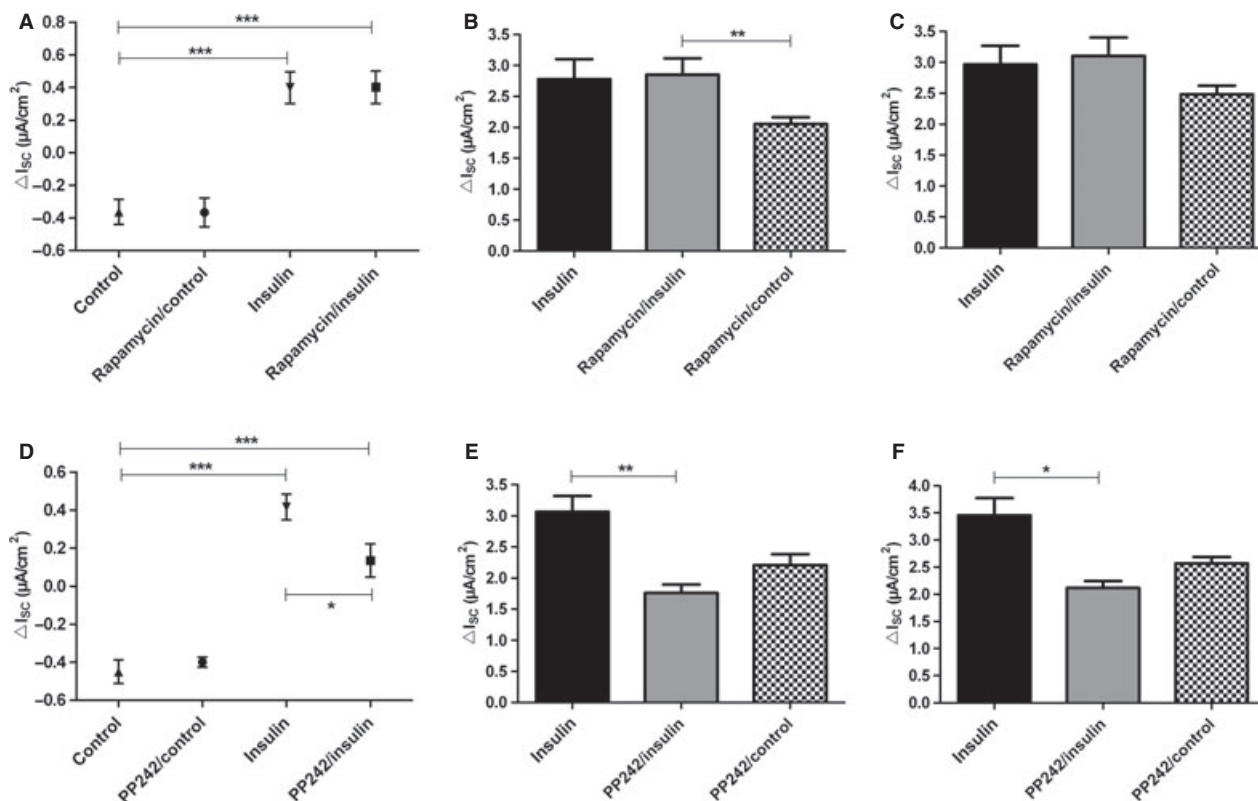 A
***
***
0.8
0.6
0.4
0.2
0.0
–0.2
–0.4
–0.6
△ISC (µA/cm2)
Control
Rapamycin/control
Insulin
Rapamycin/insulin
B
**
3.5
3.0
2.5
2.0
1.5
1.0
0.5
0.0
△ISC (µA/cm2)
Insulin
Rapamycin/insulin
Rapamycin/control
C
3.5
3.0
2.5
2.0
1.5
1.0
0.5
0.0
△ISC (µA/cm2)
Insulin
Rapamycin/insulin
Rapamycin/control
D
***
***
*
0.6
0.4
0.2
0.0
–0.2
–0.4
–0.6
△ISC (µA/cm2)
Control
PP242/control
Insulin
PP242/insulin
E
**
3.5
3.0
2.5
2.0
1.5
1.0
0.5
0.0
△ISC (µA/cm2)
Insulin
PP242/insulin
PP242/control
F
*
4.0
3.5
3.0
2.5
2.0
1.5
1.0
0.5
0.0
△ISC (µA/cm2)
Insulin
PP242/insulin
PP242/control